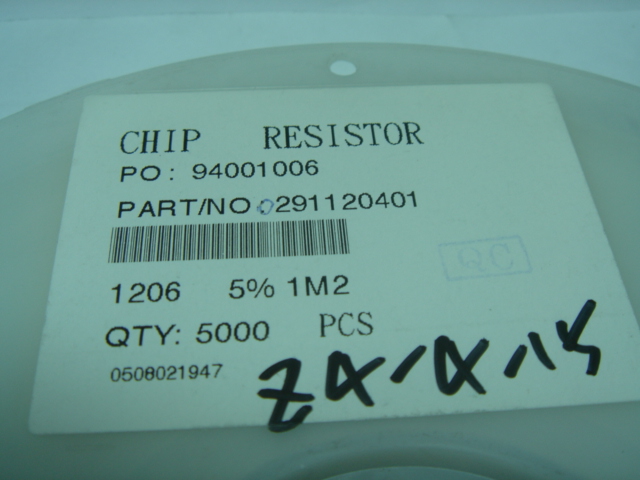 CHIP RESISTOR
PO: 94001006
PART/NO:0291120401
QC
1206 5% 1M2
QTY: 5000 PCS
0508021947